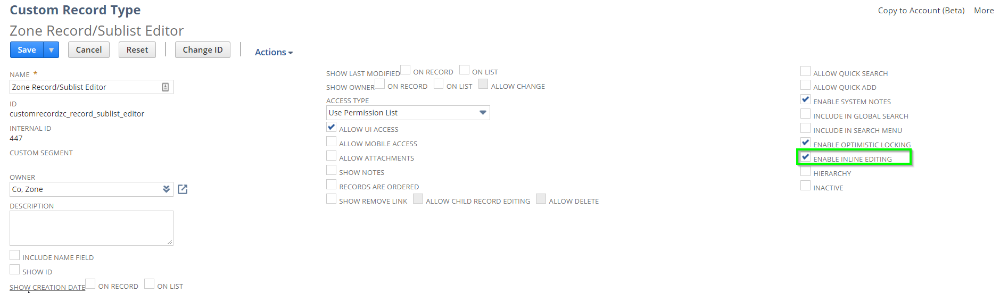 Custom Record Type
Copy to Account (Beta) More
Zone Record/Sublist Editor
Save Cancel Reset Change ID Actions
NAME *
Zone Record/Sublist Editor
ID
customrecordzc_record_sublist_editor
INTERNAL ID
447
CUSTOM SEGMENT
OWNER
Co, Zone
DESCRIPTION
INCLUDE NAME FIELD
SHOW ID
SHOW CREATION DATE ON RECORD ON LIST
SHOW LAST MODIFIED ON RECORD ON LIST
SHOW OWNER ON RECORD ON LIST ALLOW CHANGE
ACCESS TYPE
Use Permission List
ALLOW UI ACCESS
ALLOW MOBILE ACCESS
ALLOW ATTACHMENTS
SHOW NOTES
RECORDS ARE ORDERED
SHOW REMOVE LINK ALLOW CHILD RECORD EDITING ALLOW DELETE
ALLOW QUICK SEARCH
ALLOW QUICK ADD
ENABLE SYSTEM NOTES
INCLUDE IN GLOBAL SEARCH
INCLUDE IN SEARCH MENU
ENABLE OPTIMISTIC LOCKING
ENABLE INLINE EDITING
HIERARCHY
INACTIVE